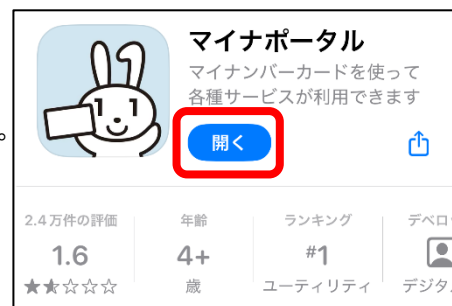 マイナポータル
マイナンバーカードを使って
各種サービスが利用できます
。
開く
2.4万件の評価
年齢
ランキング
デベロ
1.6
4+
#1
★★☆☆☆
歳
ユーティリティ
デジタ